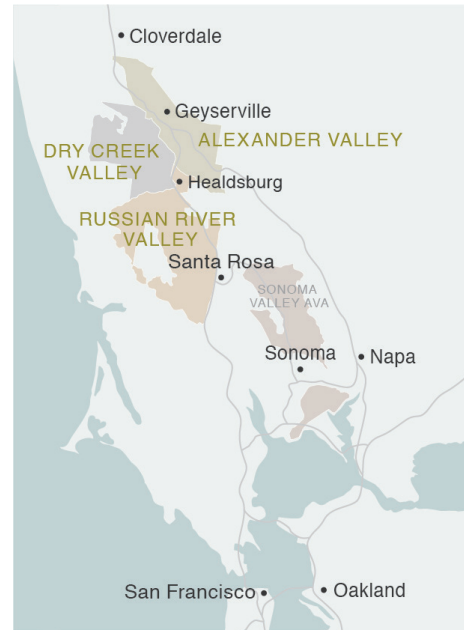 Cloverdale
Geyserville
ALEXANDER VALLEY
DRY CREEK
VALLEY
Healdsburg
RUSSIAN RIVER
VALLEY
Santa Rosa
SONOMA
VALLEY AVA
Sonoma
Napa
San Francisco
Oakland